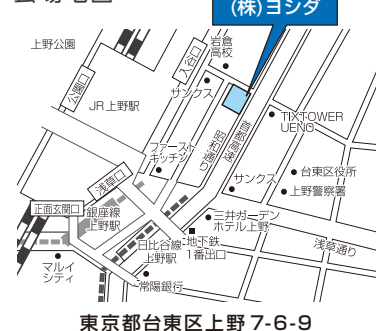 (株)ヨシダ
上野公園
岩倉
高校
入谷口
公園口
サンクス
JR上野駅
TIXTOWER
UENO
首都高速
昭和通り
ファースト
キッチン
サンクス
台東区役所
上野警察署
浅草口
正面玄関口
銀座線
上野駅
三井ガーデン
ホテル上野
日比谷線
上野駅
地下鉄
1番出口
浅草通り
マルイ
シティ
常陽銀行
東京都台東区上野7-6-9